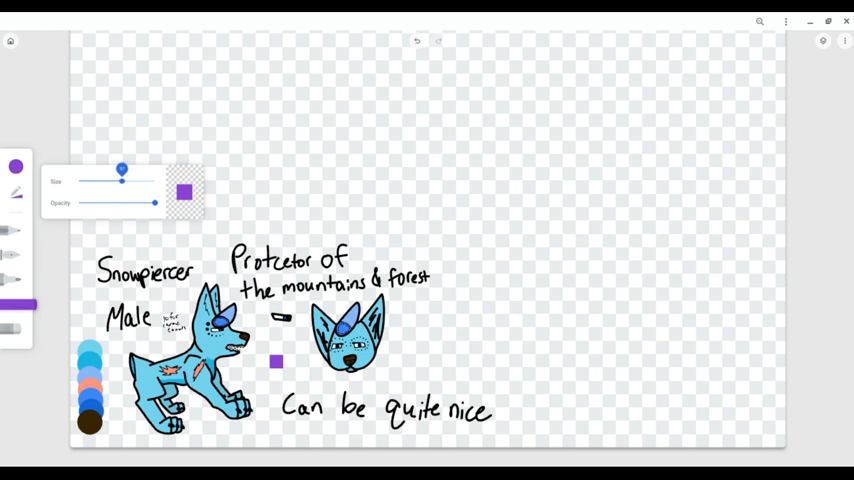 Size
Opacity
Snowpiercer
Protcetor of
the mountains & forest
Male
Can be quite nice